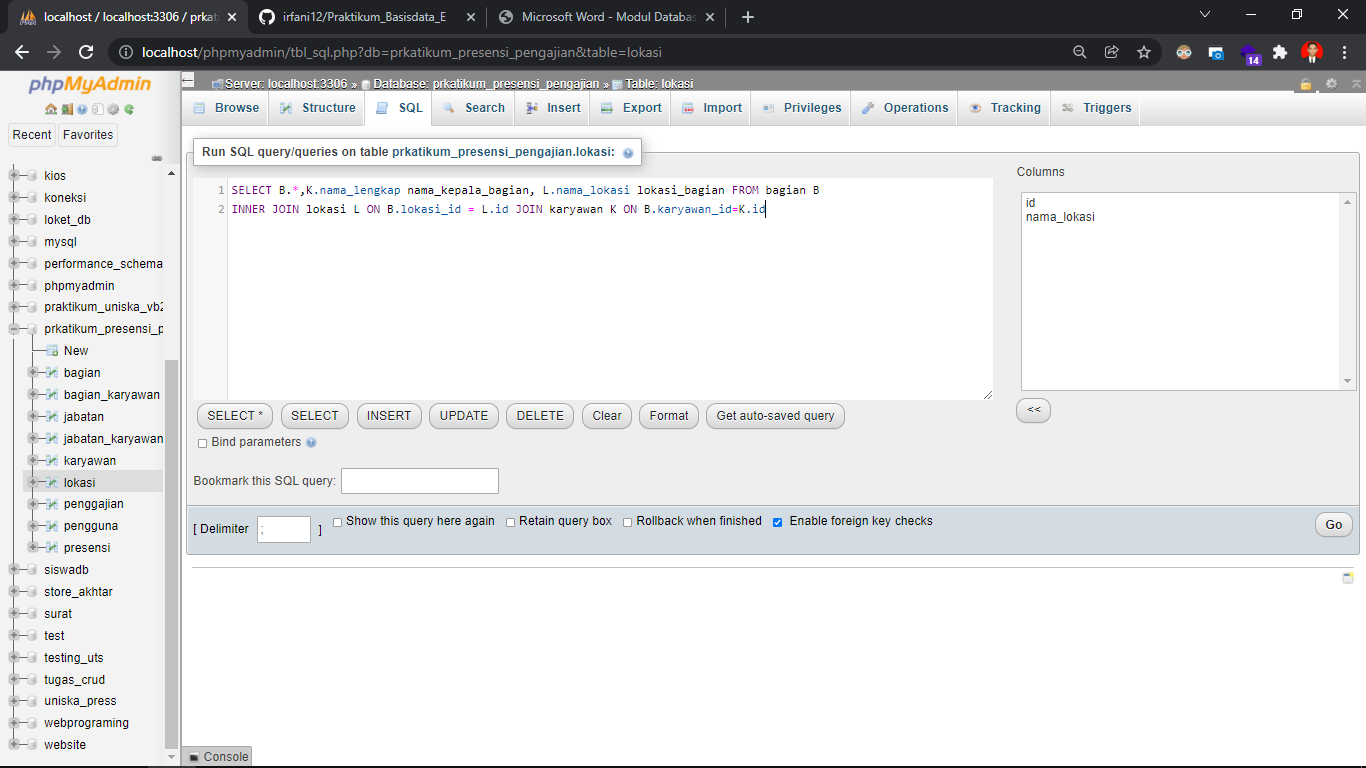 localhost / localhost:3306 / prkati
irfani12/Praktikum_Basisdata_E
Microsoft Word - Modul Databas
localhost/phpmyadmin/tbl_sql.php?db=prkatikum_presensi_pengajian&table=lokasi
14
phpMyAdmin
Recent
Favorites
kios
koneksi
loket_db
mysql
performance_schema
phpmyadmin
praktikum_uniska_vb2
prkatikum_presensi_p
New
bagian
bagian_karyawan
jabatan
jabatan_karyawan
karyawan
lokasi
penggajian
pengguna
presensi
siswadb
store_akhtar
surat
test
testing_uts
tugas_crud
uniska_press
webprograming
website
Server: localhost:3306 » Database: prkatikum_presensi_pengajian » Table: lokasi
Browse
Structure
SQL
Search
Insert
Export
Import
Privileges
Operations
Tracking
Triggers
Run SQL query/queries on table prkatikum_presensi_pengajian.lokasi:
1 SELECT B.*,K.nama_lengkap nama_kepala_bagian, L.nama_lokasi lokasi_bagian FROM bagian B
2 INNER JOIN lokasi L ON B.lokasi_id = L.id JOIN karyawan K ON B.karyawan_id=K.id
Columns
id
nama_lokasi
<<
SELECT *
SELECT
INSERT
UPDATE
DELETE
Clear
Format
Get auto-saved query
Bind parameters
Bookmark this SQL query:
[ Delimiter ; ]
Show this query here again
Retain query box
Rollback when finished
Enable foreign key checks
Go
Console